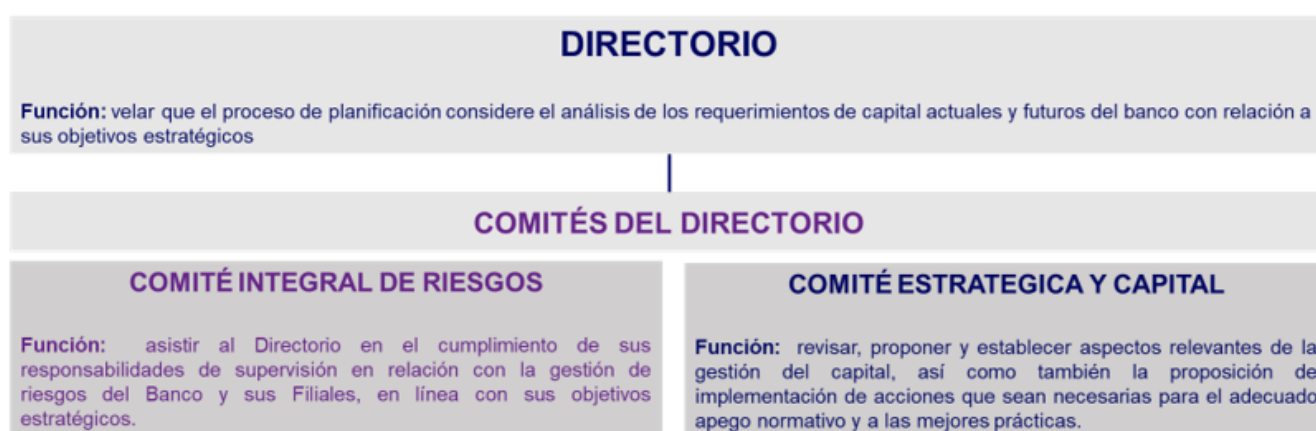 DIRECTORIO
Función: velar que el proceso de planificación considere el análisis de los requerimientos de capital actuales y futuros del banco con relación a
sus objetivos estratégicos
COMITÉS DEL DIRECTORIO
COMITÉ INTEGRAL DE RIESGOS
Función: asistir al Directorio en el cumplimiento de sus
responsabilidades de supervisión en relación con la gestión de
riesgos del Banco y sus Filiales, en línea con sus objetivos
estratégicos.
COMITÉ ESTRATEGICA Y CAPITAL
Función: revisar, proponer y establecer aspectos relevantes de la
gestión del capital, así como también la proposición de
implementación de acciones que sean necesarias para el adecuado
apego normativo y a las mejores prácticas.